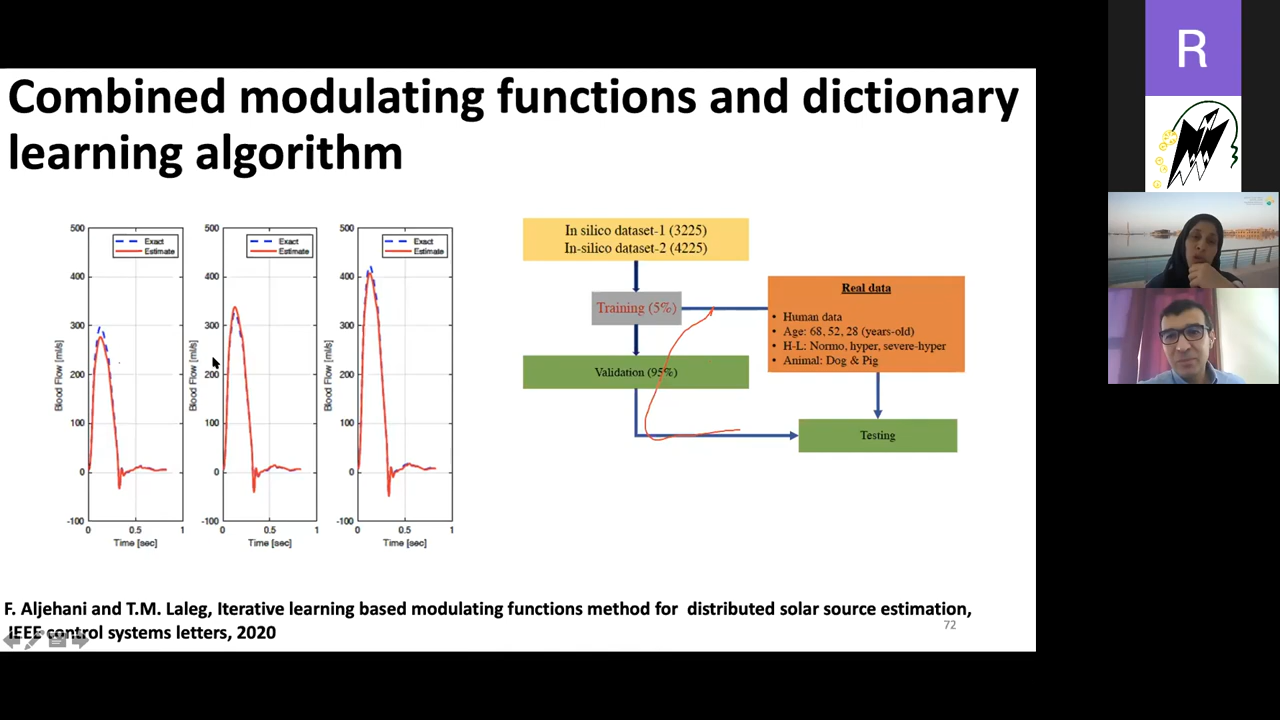 Combined modulating functions and dictionary
learning algorithm
500
400
300
200
100
0
-100
Blood Flow [ml/s]
Exact
Estimate
0
0.5
1
Time [sec]
500
400
300
200
100
0
-100
Blood Flow [ml/s]
Exact
Estimate
0
0.5
1
Time [sec]
500
400
300
200
100
0
-100
Blood Flow [ml/s]
Exact
Estimate
0
0.5
1
Time [sec]
In silico dataset-1 (3225)
In-silico dataset-2 (4225)
Training (5%)
Validation (95%)
Real data
• Human data
• Age: 68, 52, 28 (years-old)
• H-L: Normo, hyper, severe-hyper
• Animal: Dog & Pig
Testing
F. Aljehani and T.M. Laleg, Iterative learning based modulating functions method for distributed solar source estimation,
IEEE control systems letters, 2020
72
R